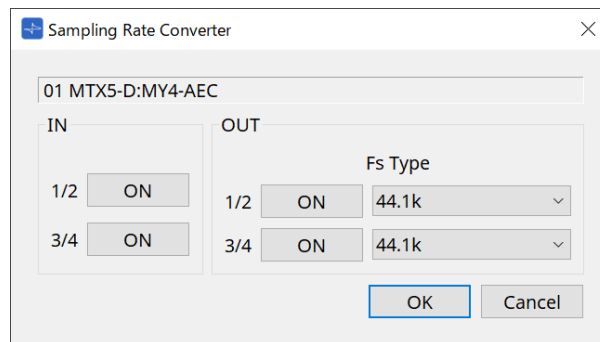 Sampling Rate Converter
01 MTX5-D:MY4-AEC
IN
OUT
Fs Type
1/2 ON
1/2 ON 44.1k
3/4 ON
3/4 ON 44.1k
OK Cancel